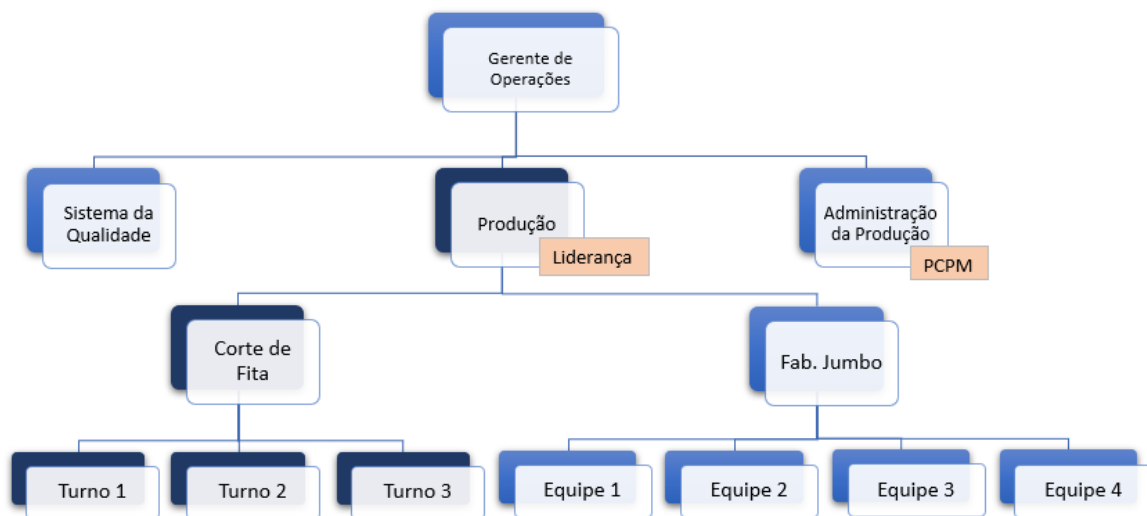 Gerente de
Operações
Sistema da
Qualidade
Produção
Liderança
Administração
da Produção
PCPM
Corte de
Fita
Fab. Jumbo
Turno 1
Turno 2
Turno 3
Equipe 1
Equipe 2
Equipe 3
Equipe 4